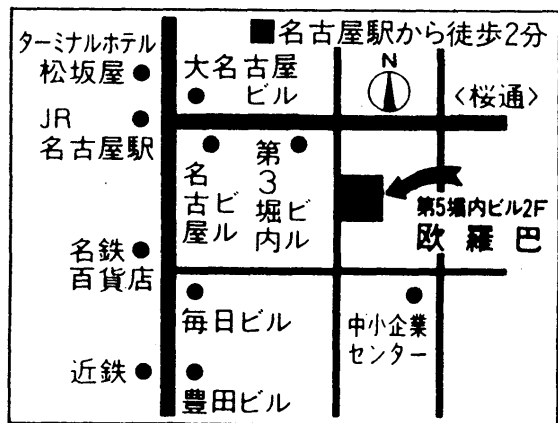 ■名古屋駅から徒歩2分
ターミナルホテル
松坂屋
大名古屋
ビル
N
〈桜通〉
JR
名古屋駅
名古屋ビル
第3堀内ビル
第5堀内ビル2F
欧羅巴
名鉄
百貨店
毎日ビル
中小企業
センター
近鉄
豊田ビル